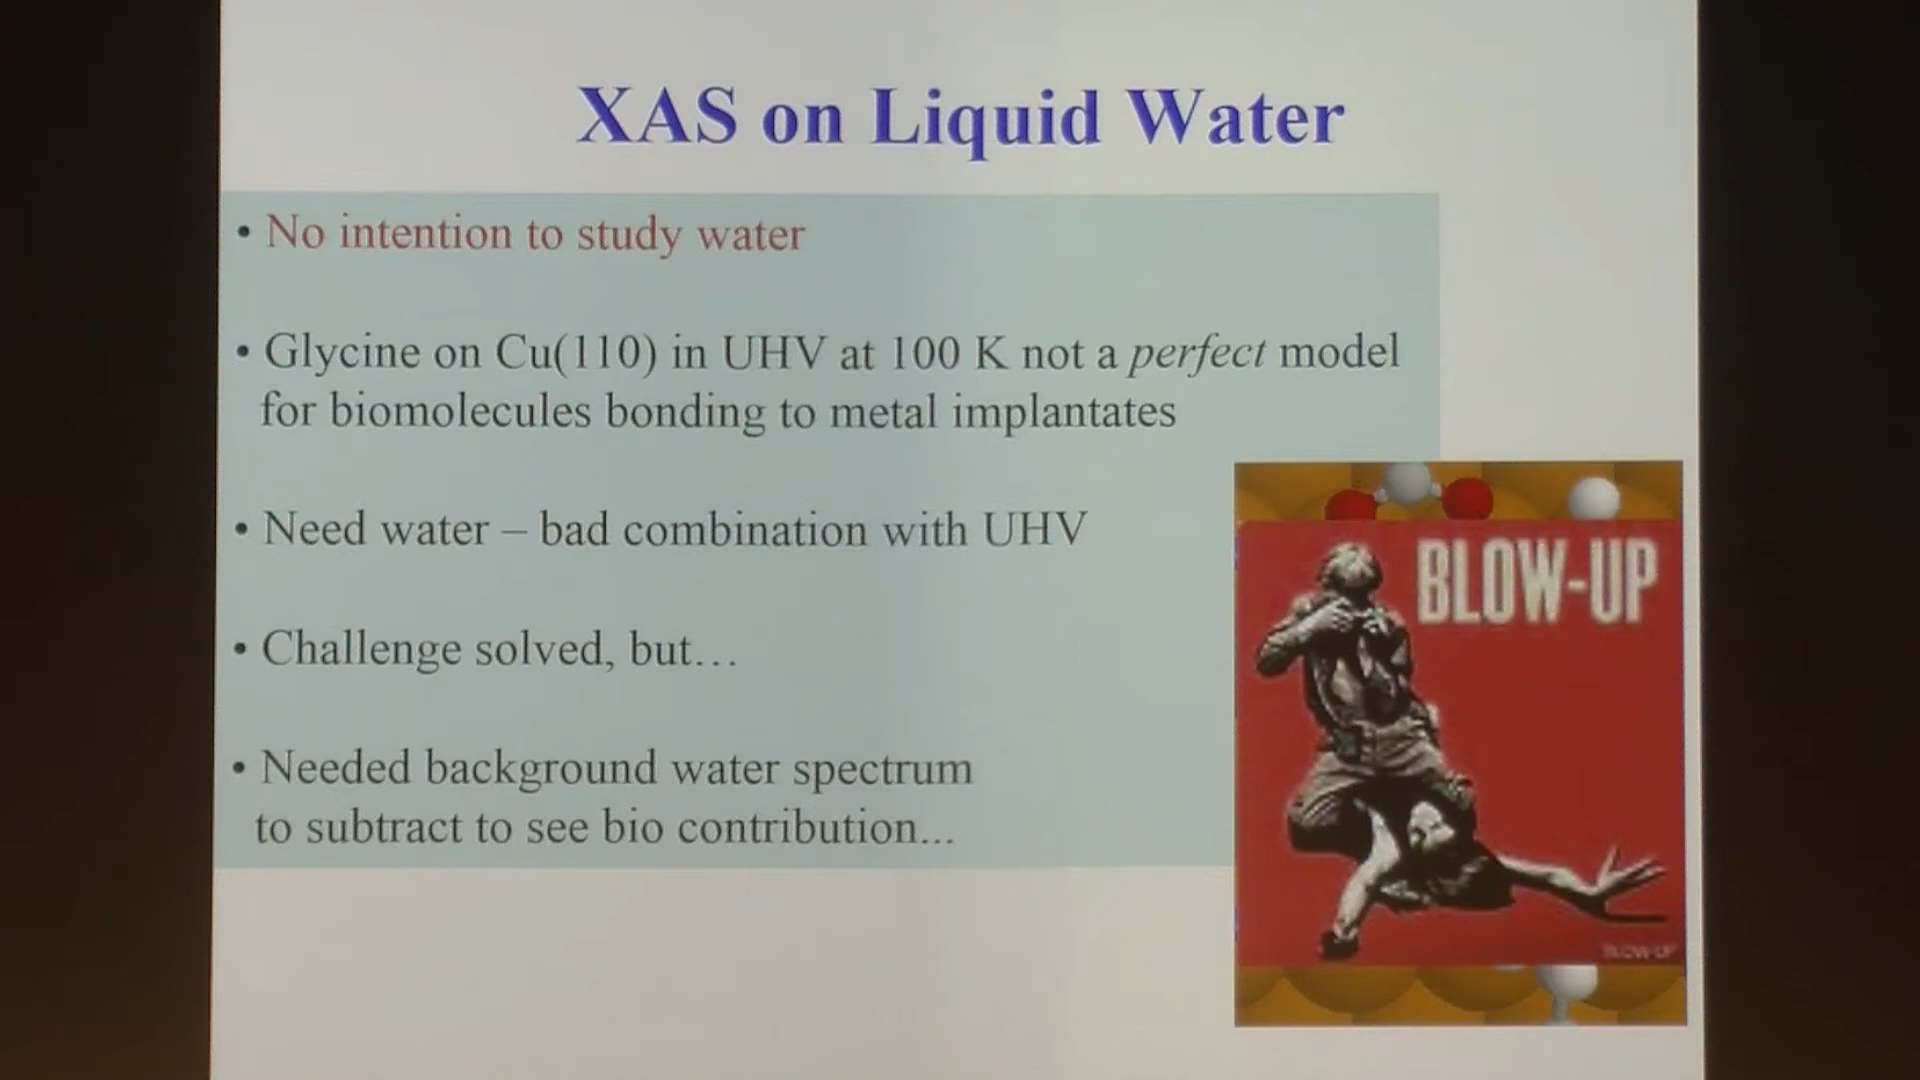 XAS on Liquid Water
• No intention to study water
• Glycine on Cu(110) in UHV at 100 K not a perfect model
for biomolecules bonding to metal implantates
• Need water – bad combination with UHV
• Challenge solved, but…
• Needed background water spectrum
to subtract to see bio contribution...
BLOW-UP
BLOW-UP